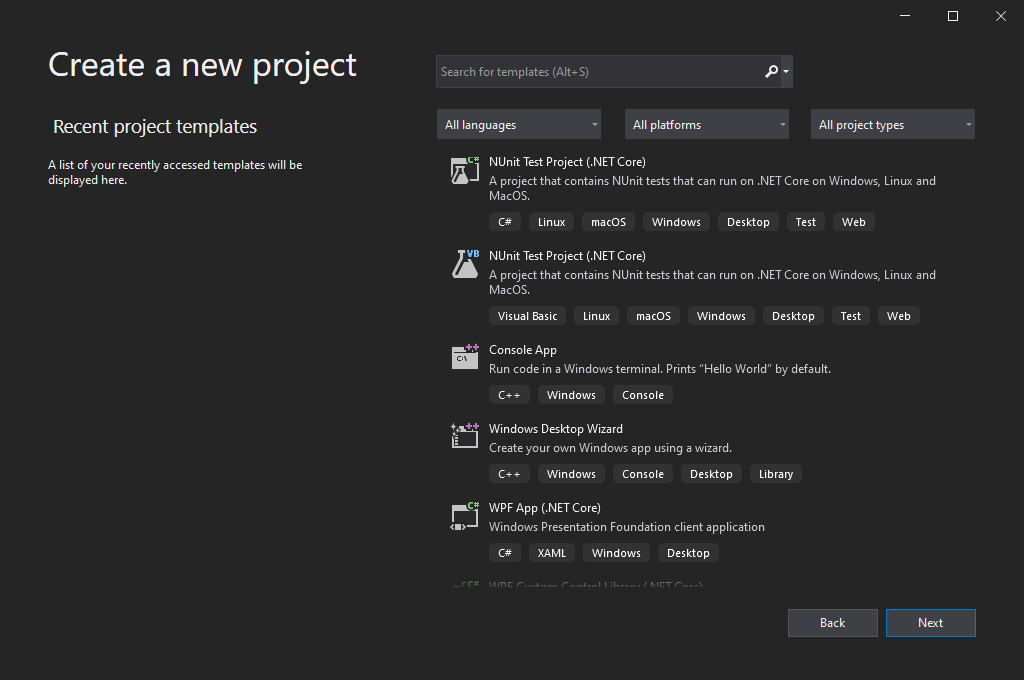 Create a new project
Search for templates (Alt+S)
Recent project templates
A list of your recently accessed templates will be
displayed here.
All languages
All platforms
All project types
C#
NUnit Test Project (.NET Core)
A project that contains NUnit tests that can run on .NET Core on Windows, Linux and
MacOS.
C# Linux macOS Windows Desktop Test Web
VB
NUnit Test Project (.NET Core)
A project that contains NUnit tests that can run on .NET Core on Windows, Linux and
MacOS.
Visual Basic Linux macOS Windows Desktop Test Web
++
C:\
Console App
Run code in a Windows terminal. Prints "Hello World" by default.
C++ Windows Console
++
Windows Desktop Wizard
Create your own Windows app using a wizard.
C++ Windows Console Desktop Library
C#
WPF App (.NET Core)
Windows Presentation Foundation client application
C# XAML Windows Desktop
C#
WPF Custom Control Library (.NET Core)
Back
Next